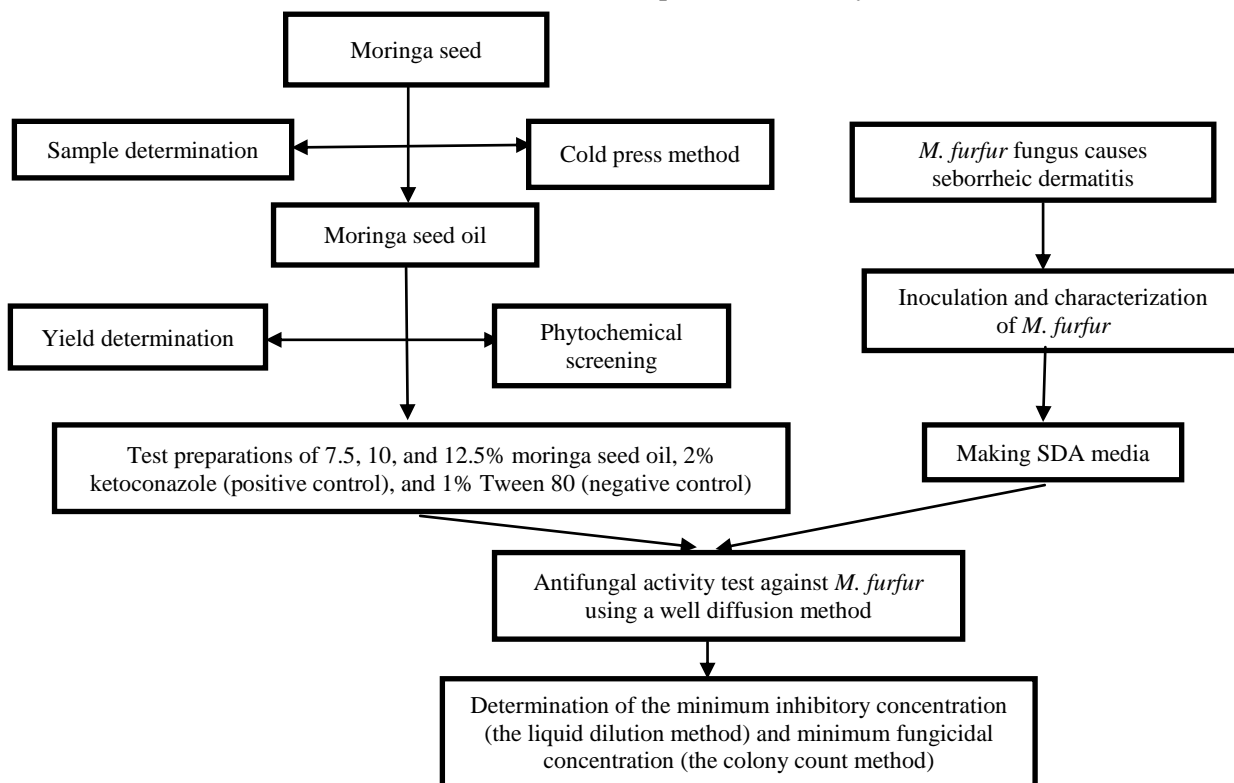 Moringa seed
Sample determination
Cold press method
M. furfur fungus causes
seborrheic dermatitis
Moringa seed oil
Inoculation and characterization
of M. furfur
Yield determination
Phytochemical
screening
Test preparations of 7.5, 10, and 12.5% moringa seed oil, 2%
ketoconazole (positive control), and 1% Tween 80 (negative control)
Making SDA media
Antifungal activity test against M. furfur
using a well diffusion method
Determination of the minimum inhibitory concentration
(the liquid dilution method) and minimum fungicidal
concentration (the colony count method)